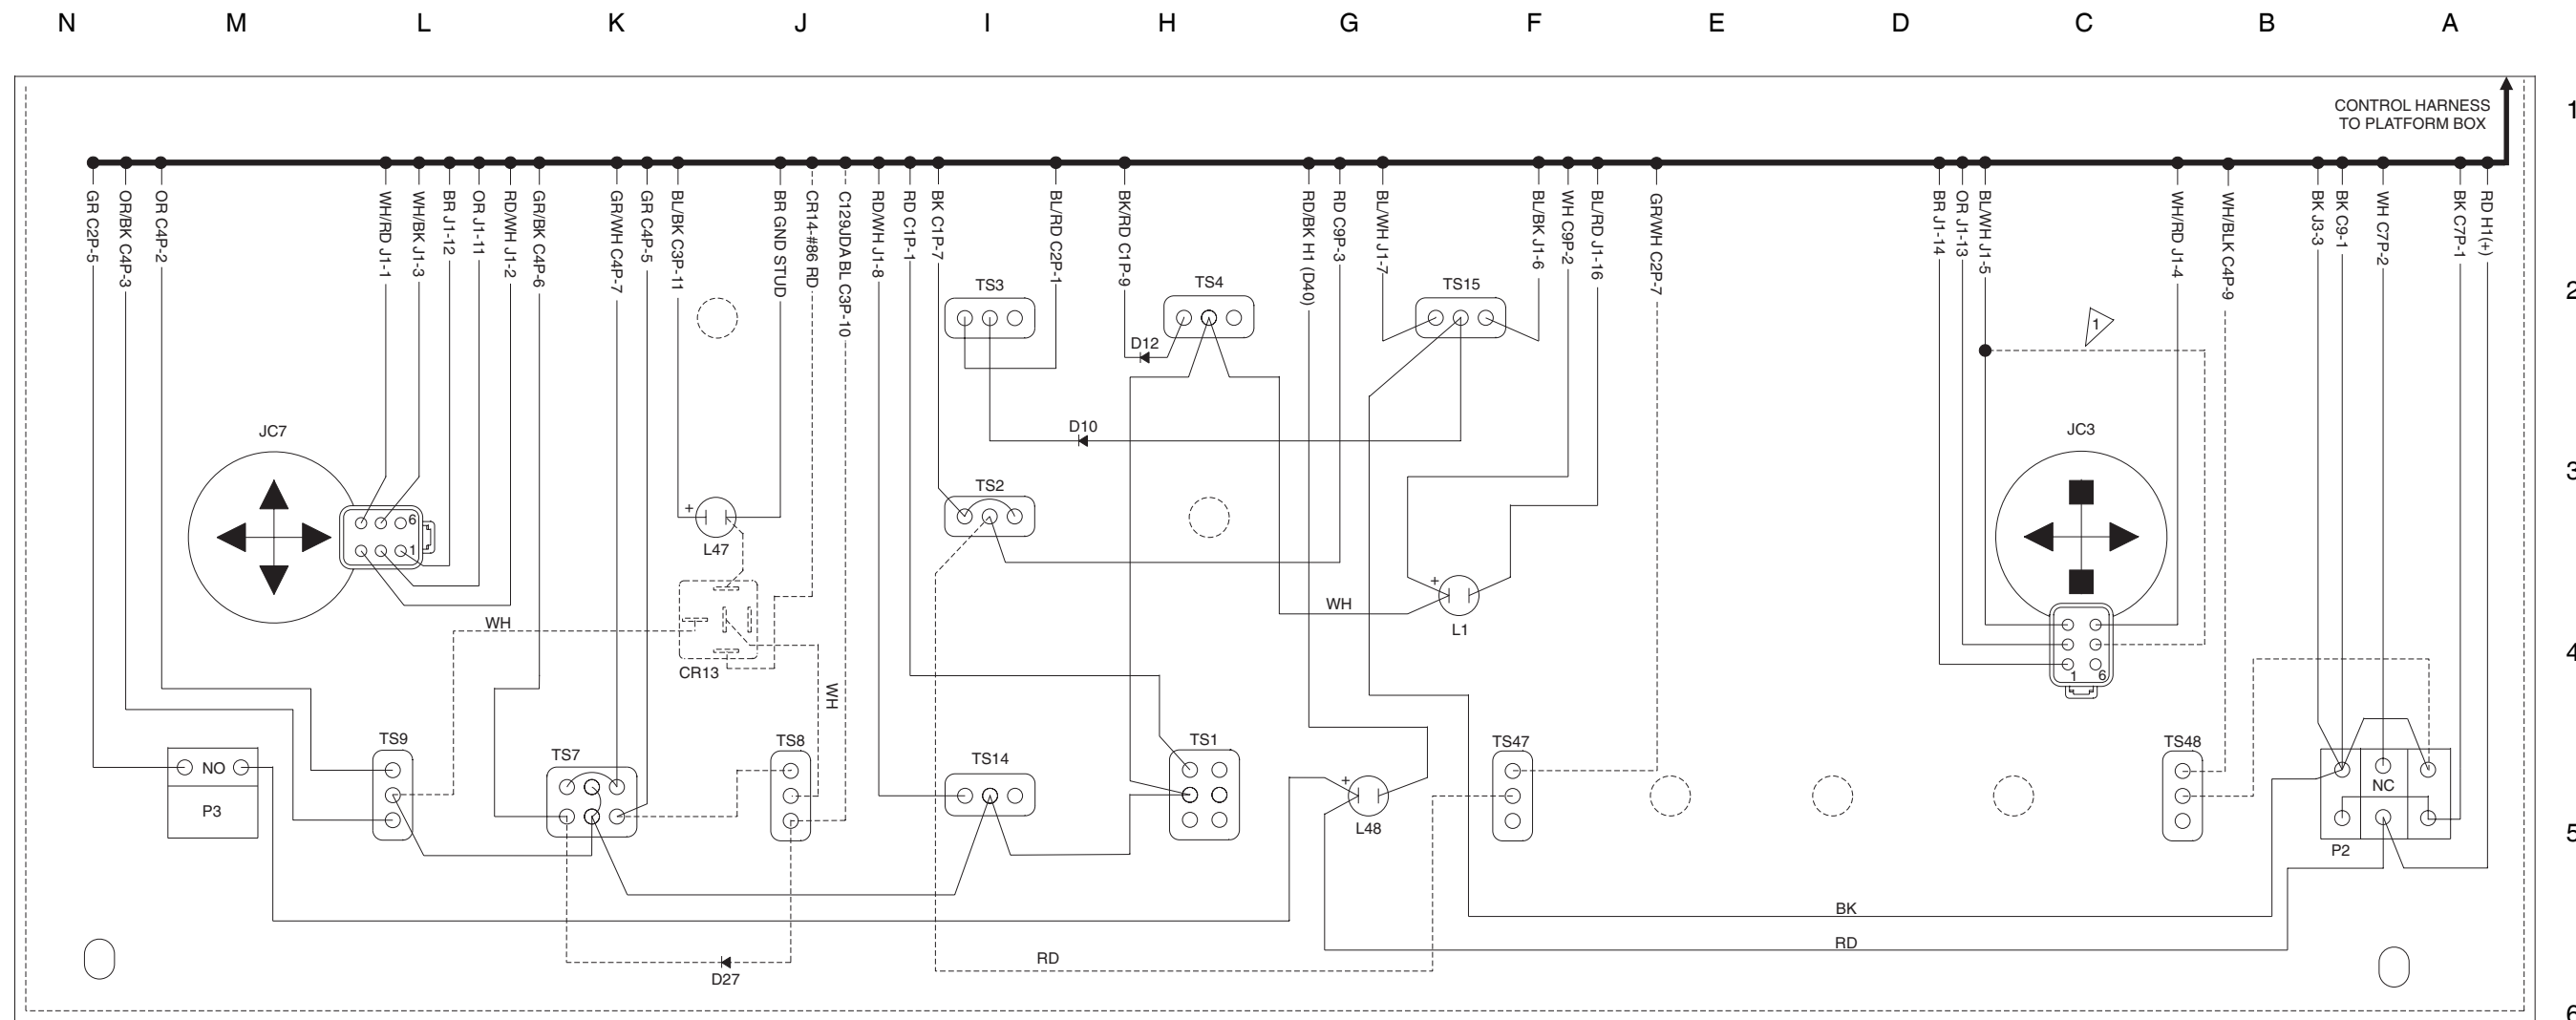 N M L K J I H G F E D C B A
CONTROL HARNESS
TO PLATFORM BOX
1
GR C2P-5
OR/BK C4P-3
OR C4P-2
WH/RD J1-1
WH/BK J1-3
BR J1-12
OR J1-11
RD/WH J1-2
GR/BK C4P-6
GR/WH C4P-7
GR C4P-5
BL/BK C3P-11
BR GND STUD
CR14-#86 RD
C129JDA BL C3P-10
RD/WH J1-8
RD C1P-1
BK C1P-7
BL/RD C2P-1
BK/RD C1P-9
RD/BK H1 (D40)
RD C9P-3
BL/WH J1-7
BL/BK J1-6
WH C9P-2
BL/RD J1-16
GR/WH C2P-7
BR J1-14
OR J1-13
BL/WH J1-5
WH/RD J1-4
WH/BLK C4P-9
BK J3-3
BK C9-1
WH C7P-2
BK C7P-1
RD H1(+)
TS3
TS4
TS15
2
1
D12
D10
JC7
JC3
3
TS2
6
1
+
L47
+
L1
WH
WH
CR13
4
1 6
WH
TS9
TS7
TS8
TS14
TS1
TS47
TS48
NO
P3
+
L48
NC
P2
5
BK
RD
RD
D27
6